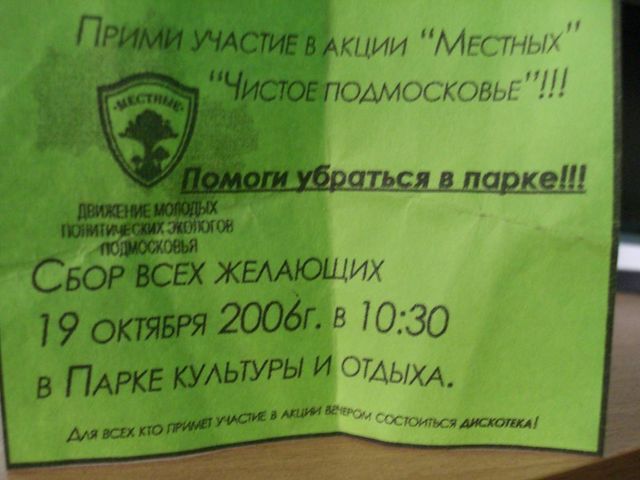 Прими участие в акции "Местных"
"Чистое Подмосковье"!!!
МЕСТНЫЕ
Помоги убраться в парке!!!
ДВИЖЕНИЕ МОЛОДЫХ
ПОЛИТИЧЕСКИХ ЭКОЛОГОВ
ПОДМОСКОВЬЯ
Сбор всех желающих
19 октября 2006г. в 10:30
в Парке культуры и отдыха.
Для всех кто примет участие в акции вечером состоиться дискотека!